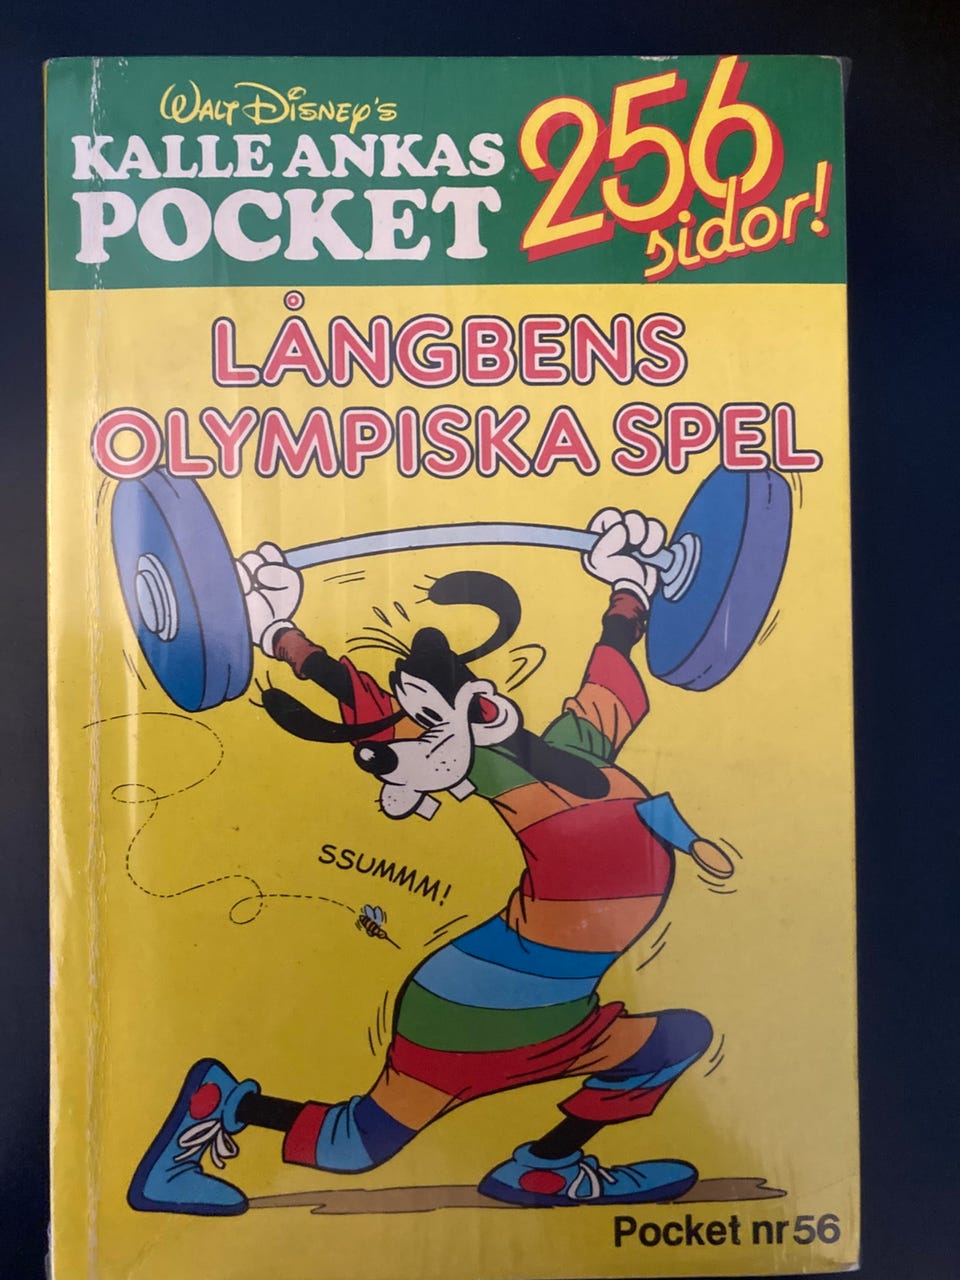 WALT DISNEY'S
KALLE ANKAS
POCKET
256
sidor!
LÅNGBENS
OLYMPISKA SPEL
SSUMMM!
Pocket nr 56